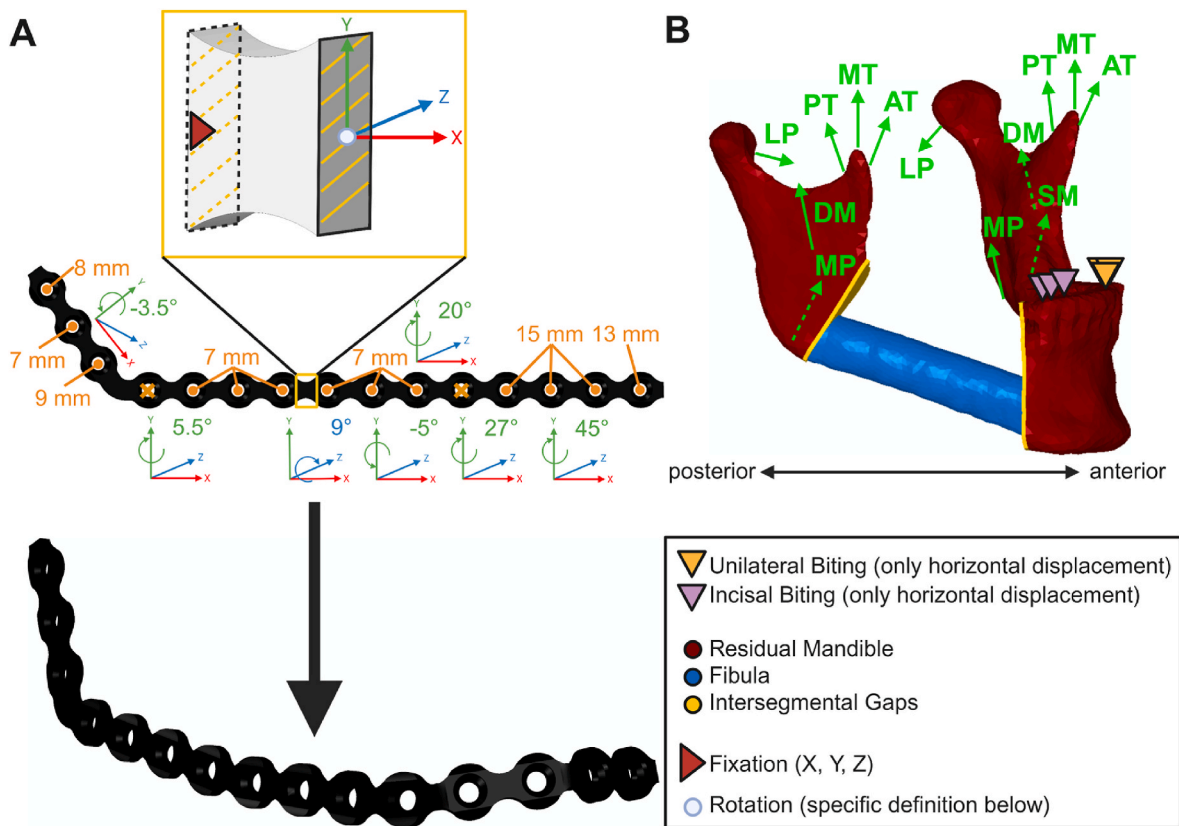 A
Y
Z
X
8 mm
7 mm
9 mm
Y
-3.5°
Z
X
7 mm
7 mm
Y
20°
Z
X
15 mm
13 mm
Y
5.5°
Z
X
Y
9°
Z
X
Y
-5°
Z
X
Y
27°
Z
X
Y
45°
Z
X
B
LP
PT
MT
AT
DM
MP
LP
DM
PT
MT
AT
SM
MP
posterior
anterior
Unilateral Biting (only horizontal displacement)
Incisal Biting (only horizontal displacement)
Residual Mandible
Fibula
Intersegmental Gaps
Fixation (X, Y, Z)
Rotation (specific definition below)